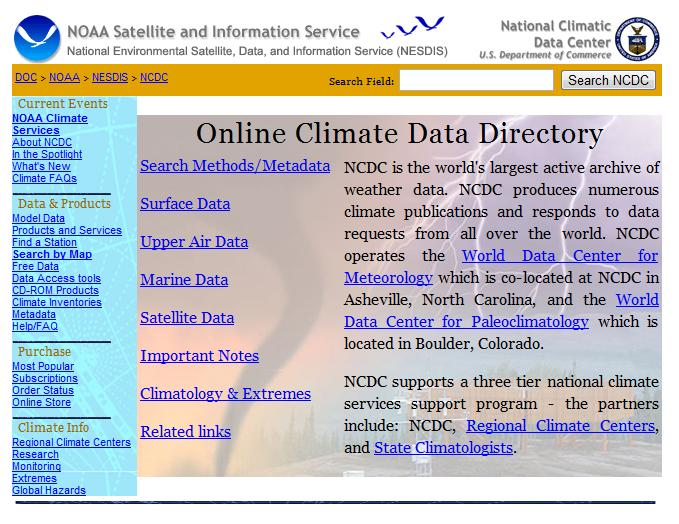 NOAA Satellite and Information Service
National Environmental Satellite, Data, and Information Service (NESDIS)
National Climatic
Data Center
U.S. Department of Commerce
DOC > NOAA > NESDIS > NCDC
Search Field:
Search NCDC
Current Events
NOAA Climate
Services
About NCDC
In the Spotlight
What's New
Climate FAQs
Data & Products
Model Data
Products and Services
Find a Station
Search by Map
Free Data
Data Access tools
CD-ROM Products
Climate Inventories
Metadata
Help/FAQ
Purchase
Most Popular
Subscriptions
Order Status
Online Store
Climate Info
Regional Climate Centers
Research
Monitoring
Extremes
Global Hazards
Online Climate Data Directory
Search Methods/Metadata
Surface Data
Upper Air Data
Marine Data
Satellite Data
Important Notes
Climatology & Extremes
Related links
NCDC is the world's largest active archive of
weather data. NCDC produces numerous
climate publications and responds to data
requests from all over the world. NCDC
operates the World Data Center for
Meteorology which is co-located at NCDC in
Asheville, North Carolina, and the World
Data Center for Paleoclimatology which is
located in Boulder, Colorado.
NCDC supports a three tier national climate
services support program - the partners
include: NCDC, Regional Climate Centers,
and State Climatologists.